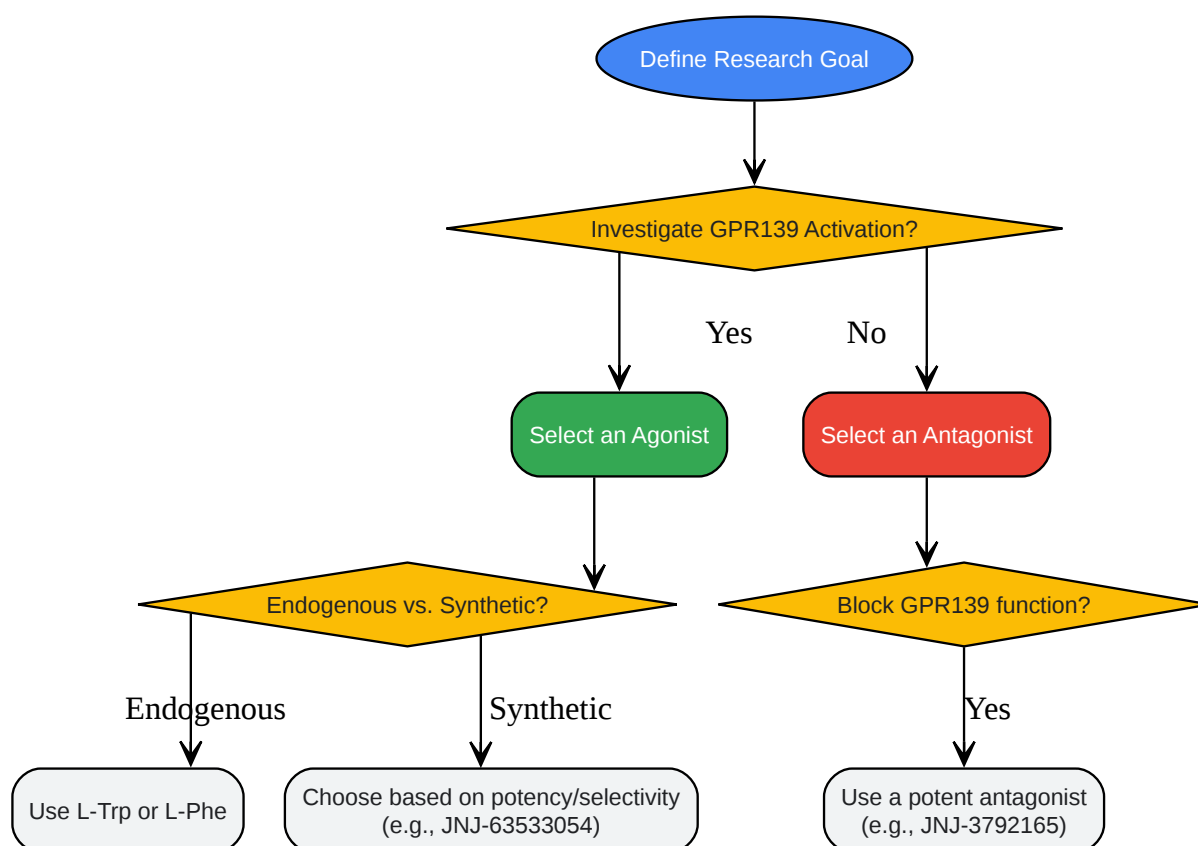 Define Research Goal
Investigate GPR139 Activation?
Yes
No
Select an Agonist
Select an Antagonist
Endogenous vs. Synthetic?
Block GPR139 function?
Endogenous
Synthetic
Yes
Use L-Trp or L-Phe
Choose based on potency/selectivity
(e.g., JNJ-63533054)
Use a potent antagonist
(e.g., JNJ-3792165)